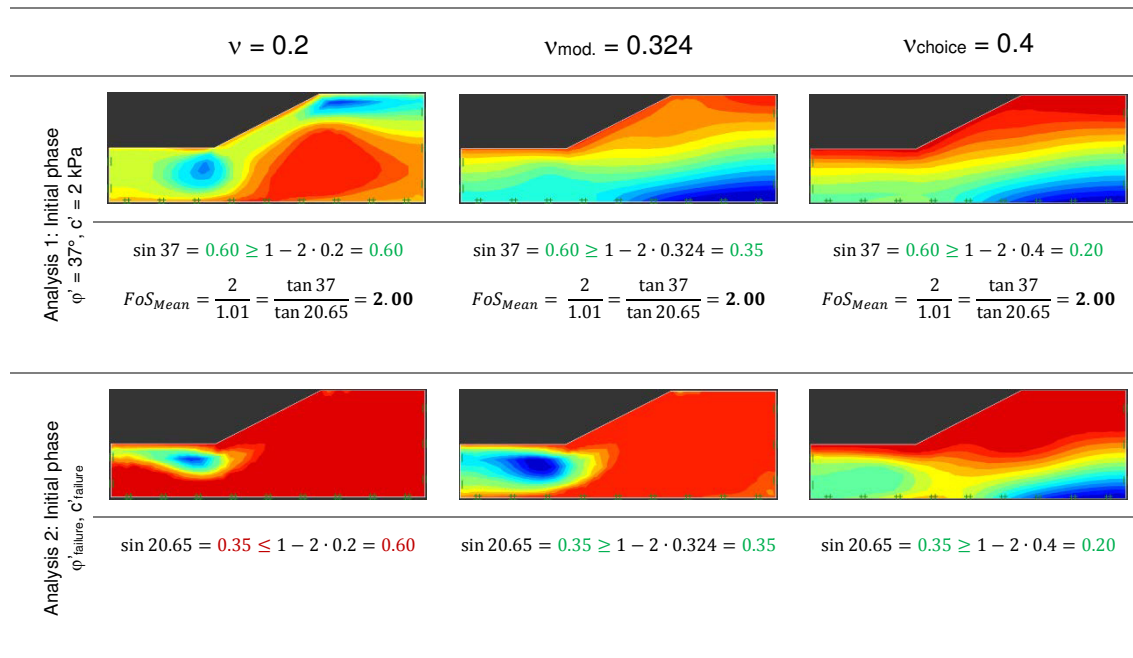 ν = 0.2
νmod. = 0.324
νchoice = 0.4
Analysis 1: Initial phase
φ' = 37°, c' = 2 kPa
sin 37 = 0.60 ≥ 1 − 2 · 0.2 = 0.60
sin 37 = 0.60 ≥ 1 − 2 · 0.324 = 0.35
sin 37 = 0.60 ≥ 1 − 2 · 0.4 = 0.20
FoS_Mean = 2/1.01 = tan 37/tan 20.65 = 2.00
FoS_Mean = 2/1.01 = tan 37/tan 20.65 = 2.00
FoS_Mean = 2/1.01 = tan 37/tan 20.65 = 2.00
Analysis 2: Initial phase
φ'failure, c'failure
sin 20.65 = 0.35 ≤ 1 − 2 · 0.2 = 0.60
sin 20.65 = 0.35 ≥ 1 − 2 · 0.324 = 0.35
sin 20.65 = 0.35 ≥ 1 − 2 · 0.4 = 0.20